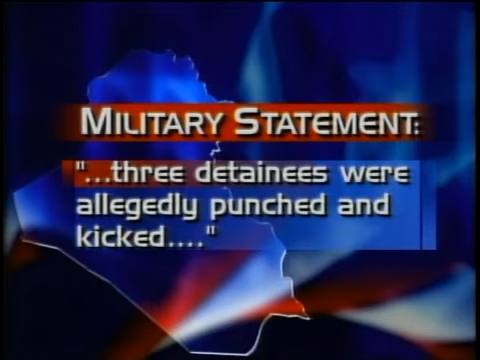 MILITARY STATEMENT:
"...three detainees were
allegedly punched and
kicked...."